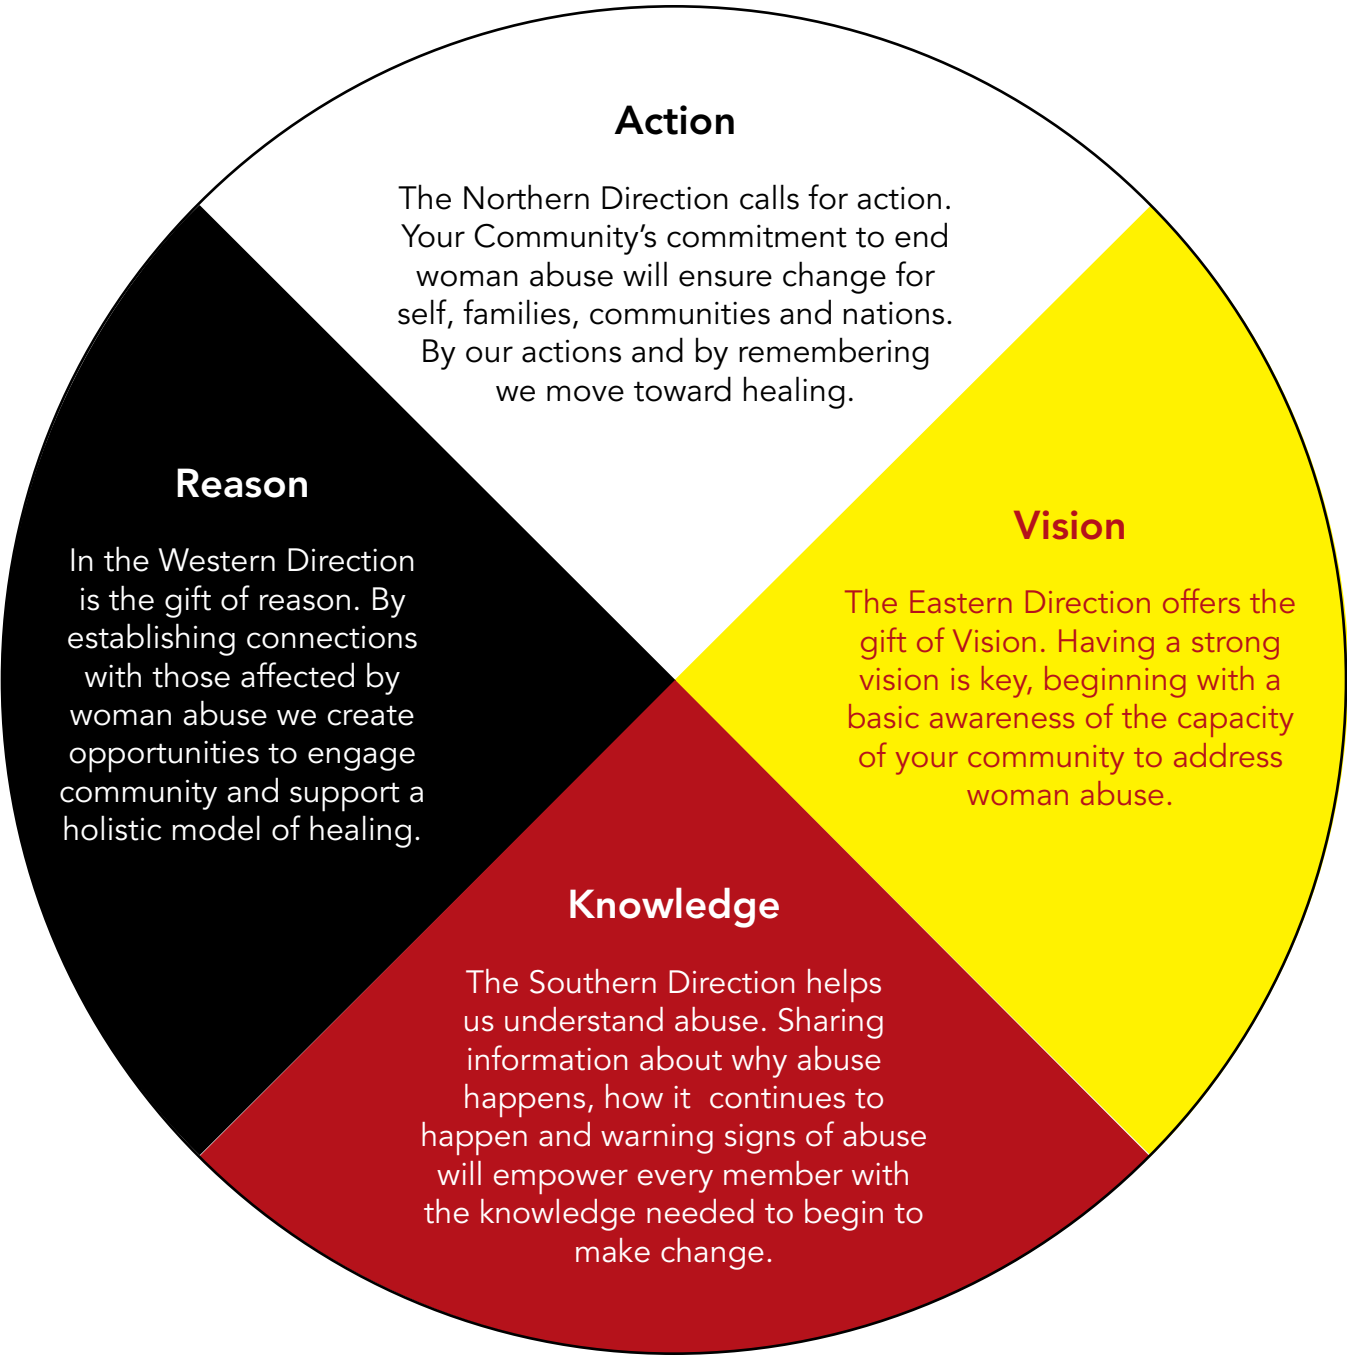 Action
The Northern Direction calls for action.
Your Community’s commitment to end
woman abuse will ensure change for
self, families, communities and nations.
By our actions and by remembering
we move toward healing.
Reason
In the Western Direction
is the gift of reason. By
establishing connections
with those affected by
woman abuse we create
opportunities to engage
community and support a
holistic model of healing.
Vision
The Eastern Direction offers the
gift of Vision. Having a strong
vision is key, beginning with a
basic awareness of the capacity
of your community to address
woman abuse.
Knowledge
The Southern Direction helps
us understand abuse. Sharing
information about why abuse
happens, how it  continues to
happen and warning signs of abuse
will empower every member with
the knowledge needed to begin to
make change.